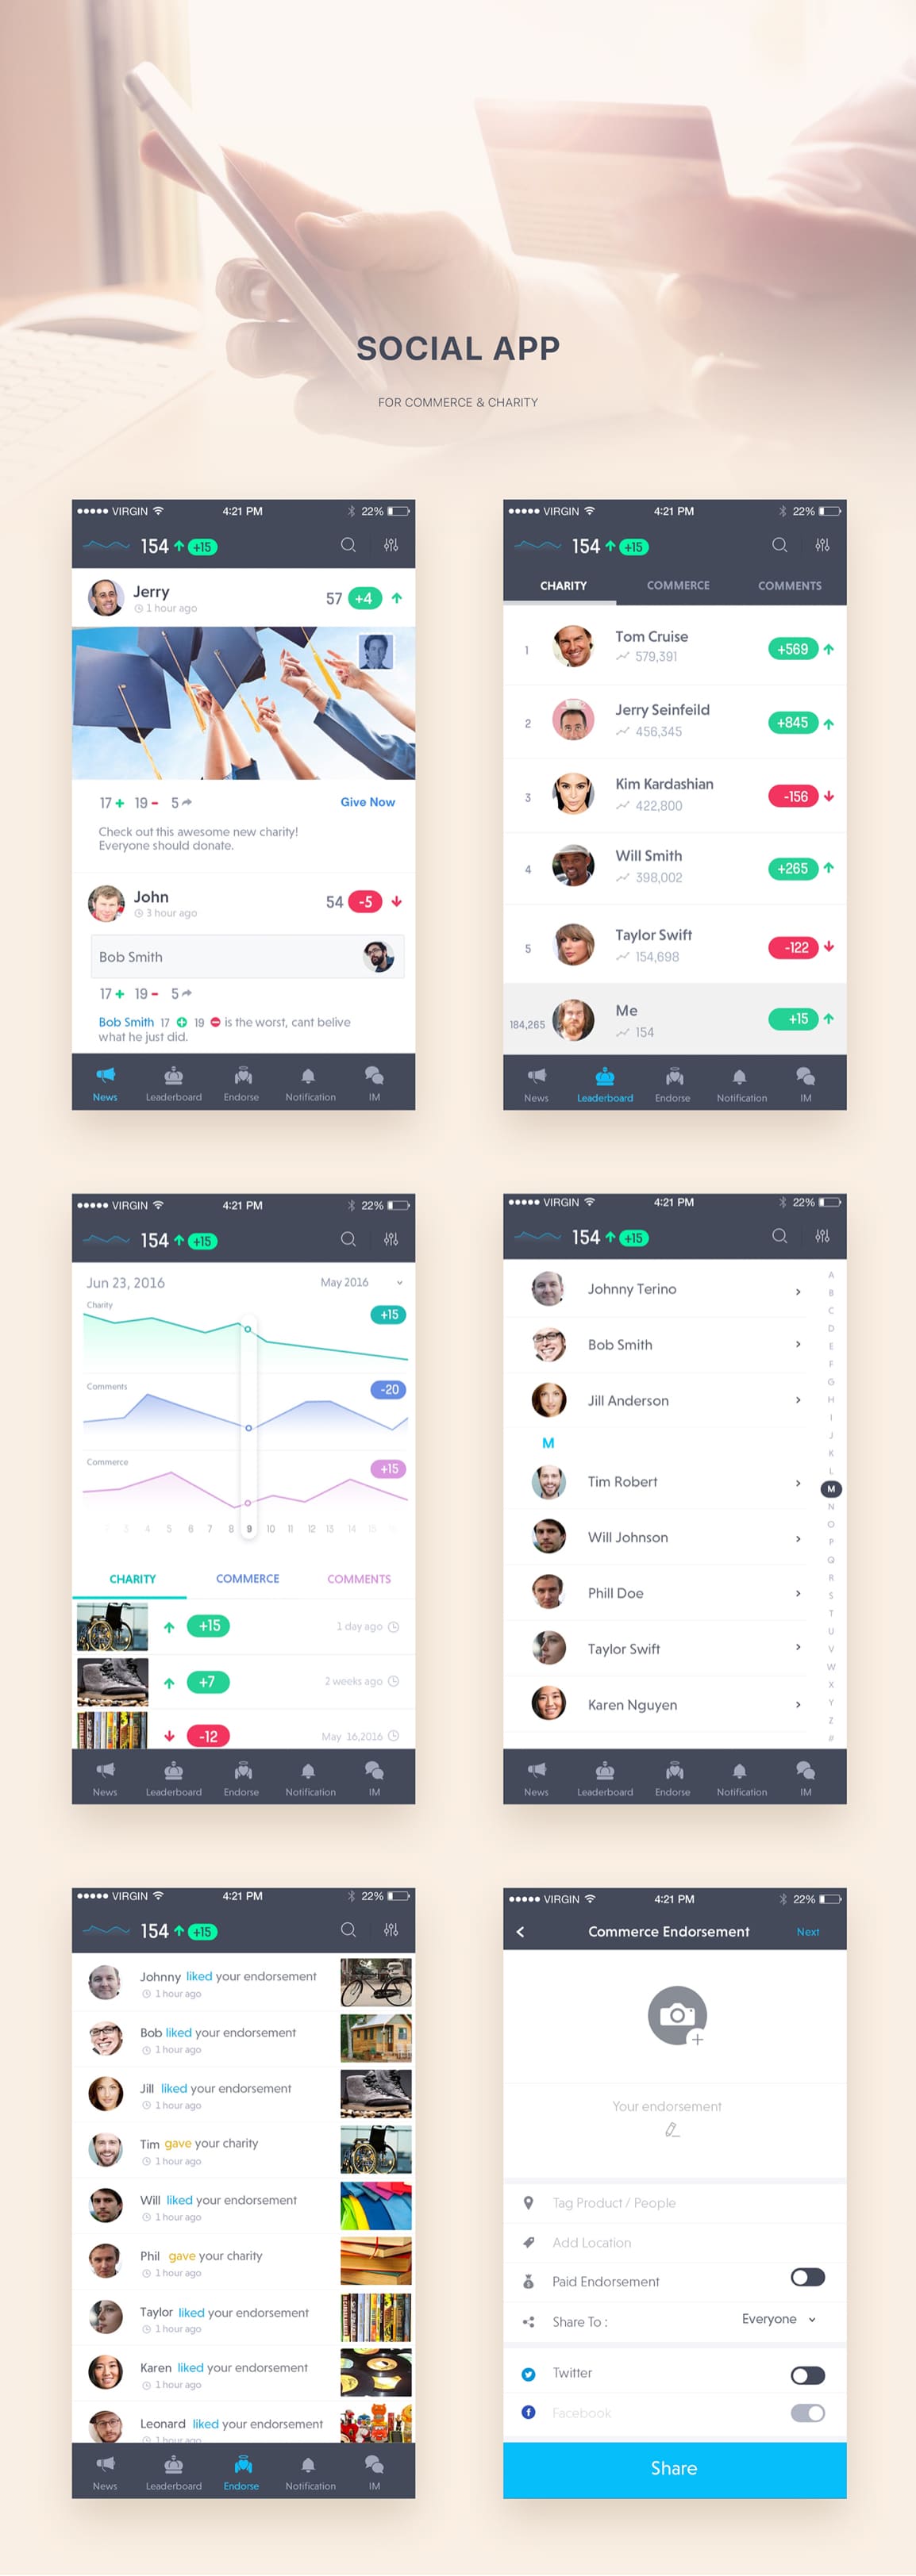 SOCIAL APP
FOR COMMERCE & CHARITY
VIRGIN 4:21 PM 22%
154 +15
Jerry
1 hour ago
57 +4
17+ 19- 5
Give Now
Check out this awesome new charity!
Everyone should donate.
John
3 hour ago
54 -5
Bob Smith
17+ 19- 5
Bob Smith 17 19 is the worst, cant belive
what he just did.
News Leaderboard Endorse Notification IM
VIRGIN 4:21 PM 22%
154 +15
CHARITY COMMERCE COMMENTS
1 Tom Cruise +569
579,391
2 Jerry Seinfeild +845
456,345
3 Kim Kardashian -156
422,800
4 Will Smith +265
398,002
5 Taylor Swift -122
154,698
184,265 Me +15
154
News Leaderboard Endorse Notification IM
VIRGIN 4:21 PM 22%
154 +15
Jun 23, 2016 May 2016
Charity
+15
Comments
-20
Commerce
+15
4 5 6 7 8 9 10 11 12 13 14 15
CHARITY COMMERCE COMMENTS
+15 1 day ago
+7 2 weeks ago
-12 May 16,2016
News Leaderboard Endorse Notification IM
VIRGIN 4:21 PM 22%
154 +15
Johnny Terino
Bob Smith
Jill Anderson
M
Tim Robert
Will Johnson
Phill Doe
Taylor Swift
Karen Nguyen
A
B
C
D
E
F
G
H
I
J
K
L
M
N
O
P
Q
R
S
T
U
V
W
X
Y
Z
#
News Leaderboard Endorse Notification IM
VIRGIN 4:21 PM 22%
154 +15
Johnny liked your endorsement
1 hour ago
Bob liked your endorsement
1 hour ago
Jill liked your endorsement
1 hour ago
Tim gave your charity
1 hour ago
Will liked your endorsement
1 hour ago
Phil gave your charity
1 hour ago
Taylor liked your endorsement
1 hour ago
Karen liked your endorsement
1 hour ago
Leonard liked your endorsement
1 hour ago
News Leaderboard Endorse Notification IM
VIRGIN 4:21 PM 22%
Commerce Endorsement Next
Your endorsement
Tag Product / People
Add Location
Paid Endorsement
Share To : Everyone
Twitter
Facebook
Share